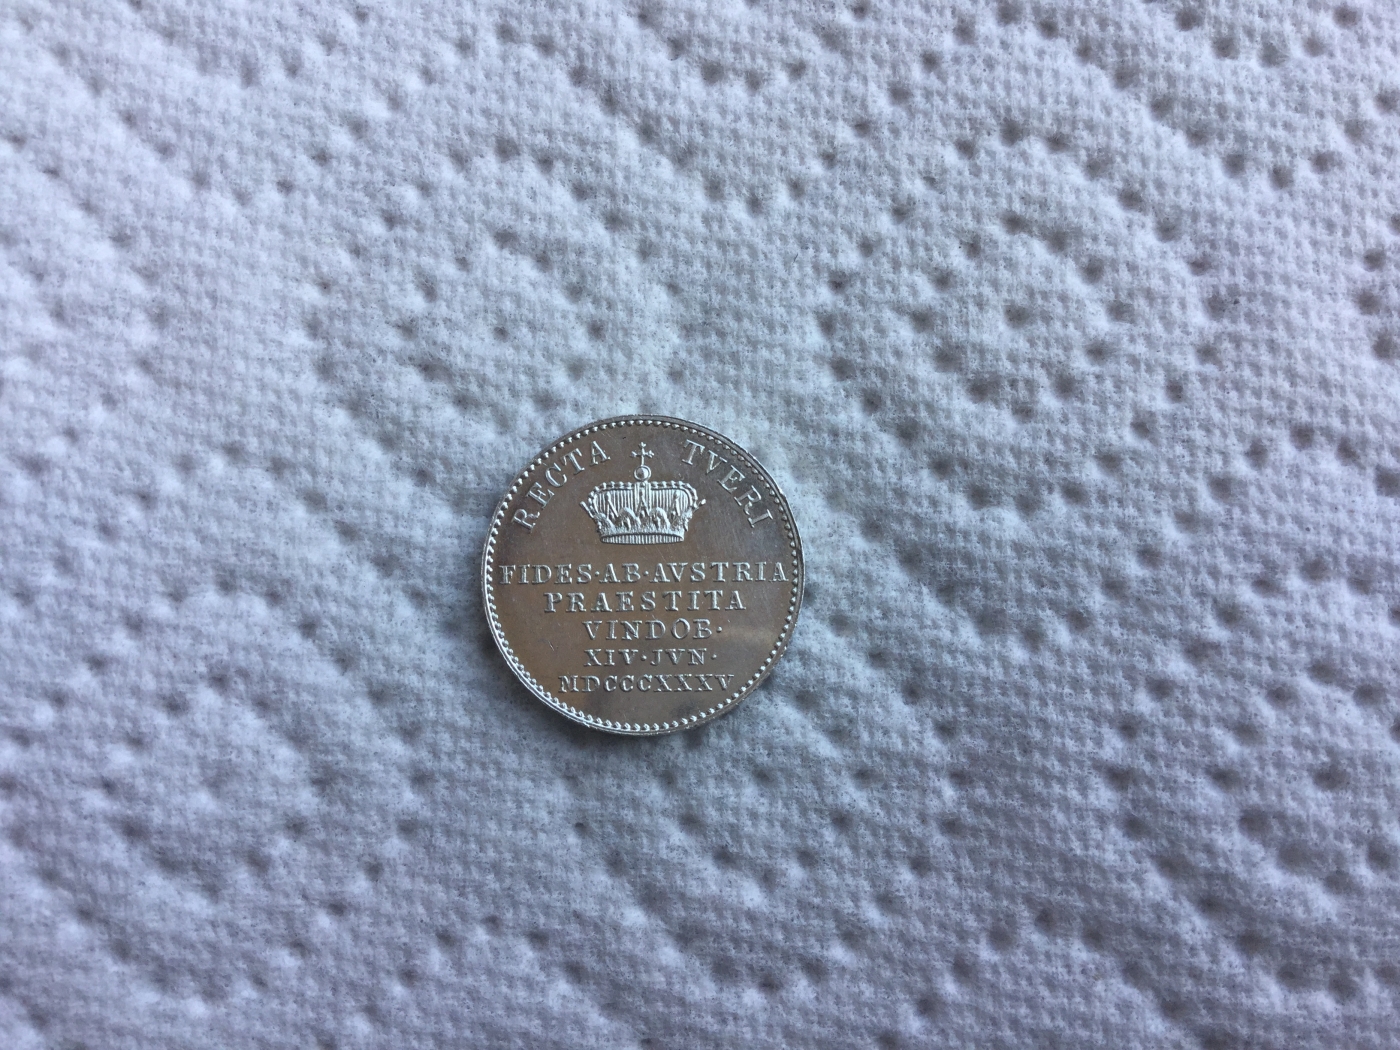 RECTA TVERI
FIDES·AB·AVSTRIA
PRAESTITA
VINDOB·
XIV·JVN·
MDCCCXXXV